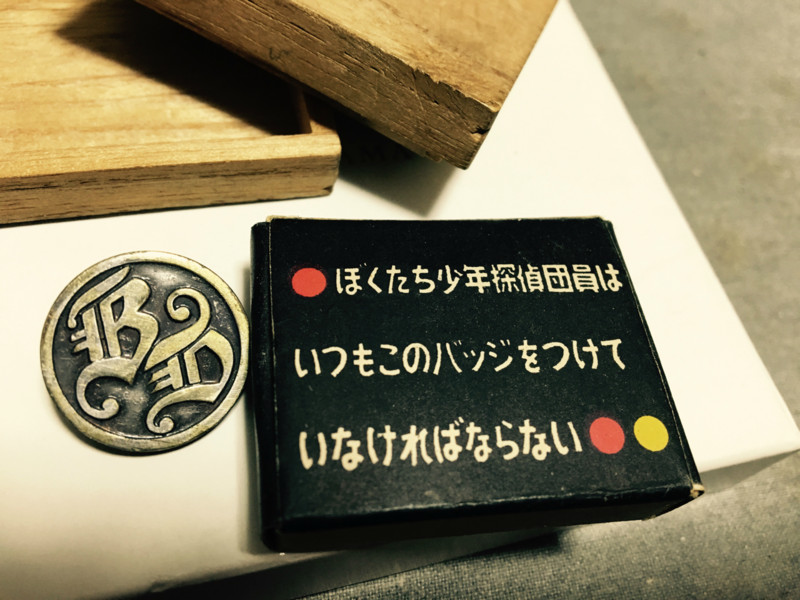 BD
ぼくたち少年探偵団員は
いつもこのバッジをつけて
いなければならない